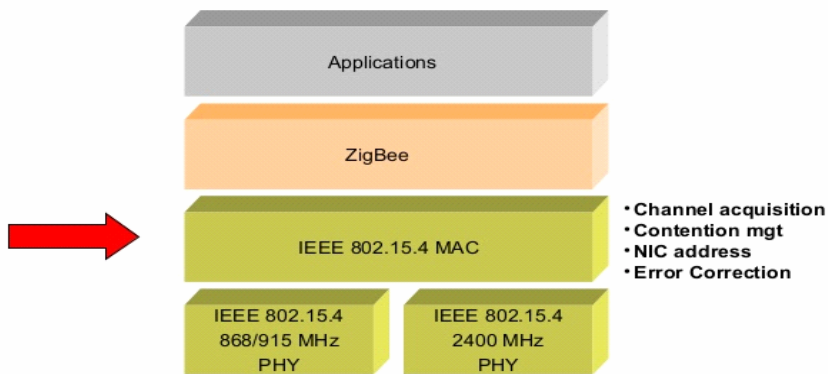 Applications
ZigBee
IEEE 802.15.4 MAC
• Channel acquisition
• Contention mgt
• NIC address
• Error Correction
IEEE 802.15.4
868/915 MHz
PHY
IEEE 802.15.4
2400 MHz
PHY